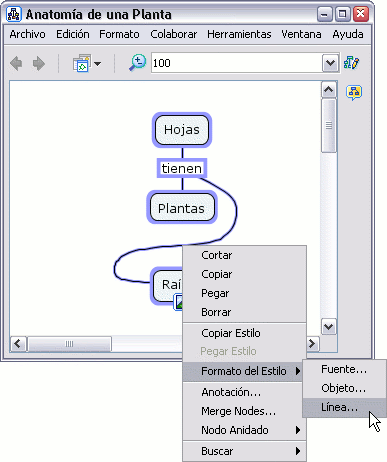 Anatomía de una Planta
Archivo Edición Formato Colaborar Herramientas Ventana Ayuda
100
Hojas
tienen
Plantas
Raí
Cortar
Copiar
Pegar
Borrar
Copiar Estilo
Pegar Estilo
Formato del Estilo
Fuente...
Objeto...
Línea...
Anotación...
Merge Nodes...
Nodo Anidado
Buscar